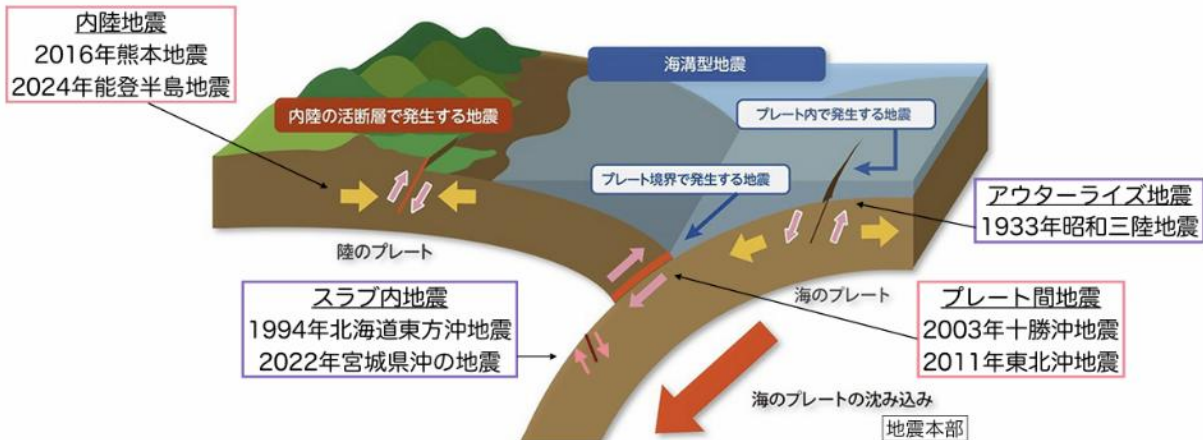 内陸地震
2016年熊本地震
2024年能登半島地震
海溝型地震
内陸の活断層で発生する地震
プレート内で発生する地震
プレート境界で発生する地震
アウターライズ地震
1933年昭和三陸地震
陸のプレート
海のプレート
スラブ内地震
1994年北海道東方沖地震
2022年宮城県沖の地震
プレート間地震
2003年十勝沖地震
2011年東北沖地震
海のプレートの沈み込み
地震本部